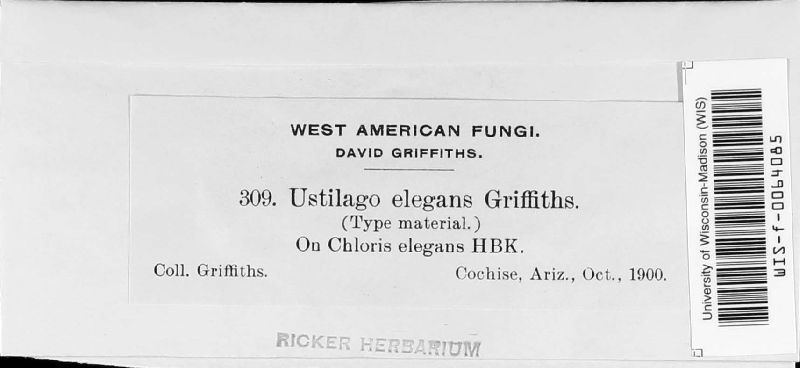 WEST AMERICAN FUNGI.
DAVID GRIFFITHS.
309. Ustilago elegans Griffiths.
(Type material.)
On Chloris elegans HBK.
Coll. Griffiths. Cochise, Ariz., Oct., 1900.
RICKER HERBARIUM
University of Wisconsin-Madison (WIS)
WIS-f-0064085